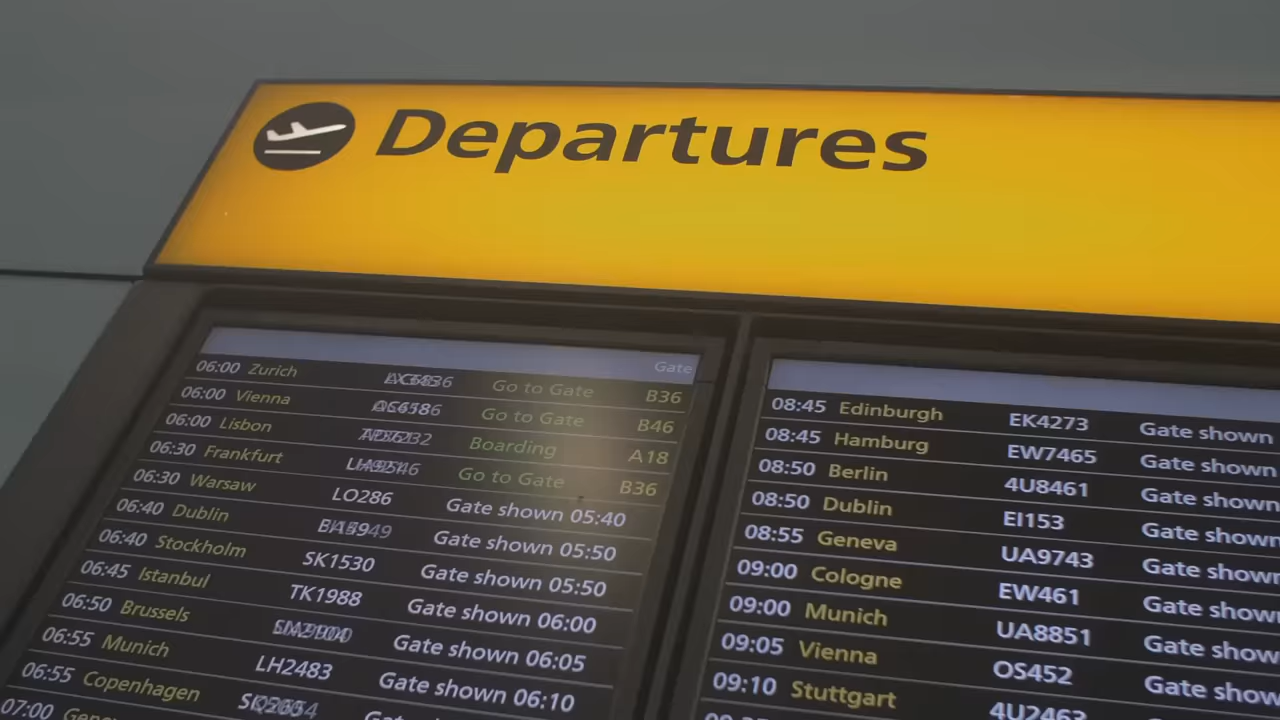 Departures
Gate
06:00 Zurich Go to Gate B36
06:00 Vienna Go to Gate B46
06:00 Lisbon Boarding A18
06:30 Frankfurt Go to Gate B36
06:30 Warsaw LO286 Gate shown 05:40
06:40 Dublin Gate shown 05:50
06:40 Stockholm SK1530 Gate shown 05:50
06:45 Istanbul TK1988 Gate shown 06:00
06:50 Brussels Gate shown 06:05
06:55 Munich LH2483 Gate shown 06:10
06:55 Copenhagen
07:00
08:45 Edinburgh EK4273 Gate shown
08:45 Hamburg EW7465 Gate shown
08:50 Berlin 4U8461 Gate shown
08:50 Dublin EI153 Gate shown
08:55 Geneva UA9743 Gate shown
09:00 Cologne EW461 Gate shown
09:00 Munich UA8851 Gate shown
09:05 Vienna OS452 Gate show
09:10 Stuttgart 4U2463 Gate